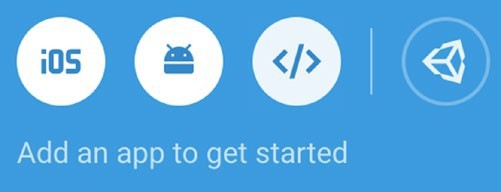 iOS </>
Add an app to get started